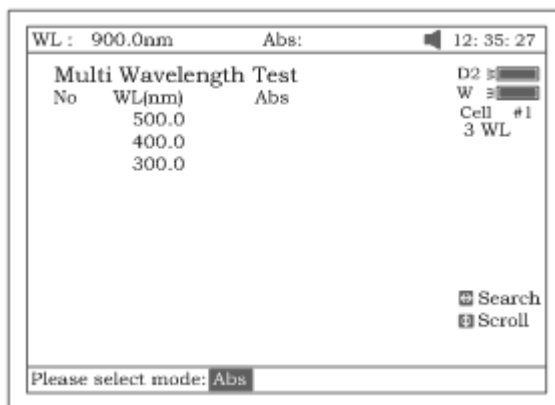 WL : 900.0nm Abs: 12: 35: 27
Multi Wavelength Test
No WL(nm) Abs
500.0
400.0
300.0
D2
W
Cell #1
3 WL
Search
Scroll
Please select mode: Abs